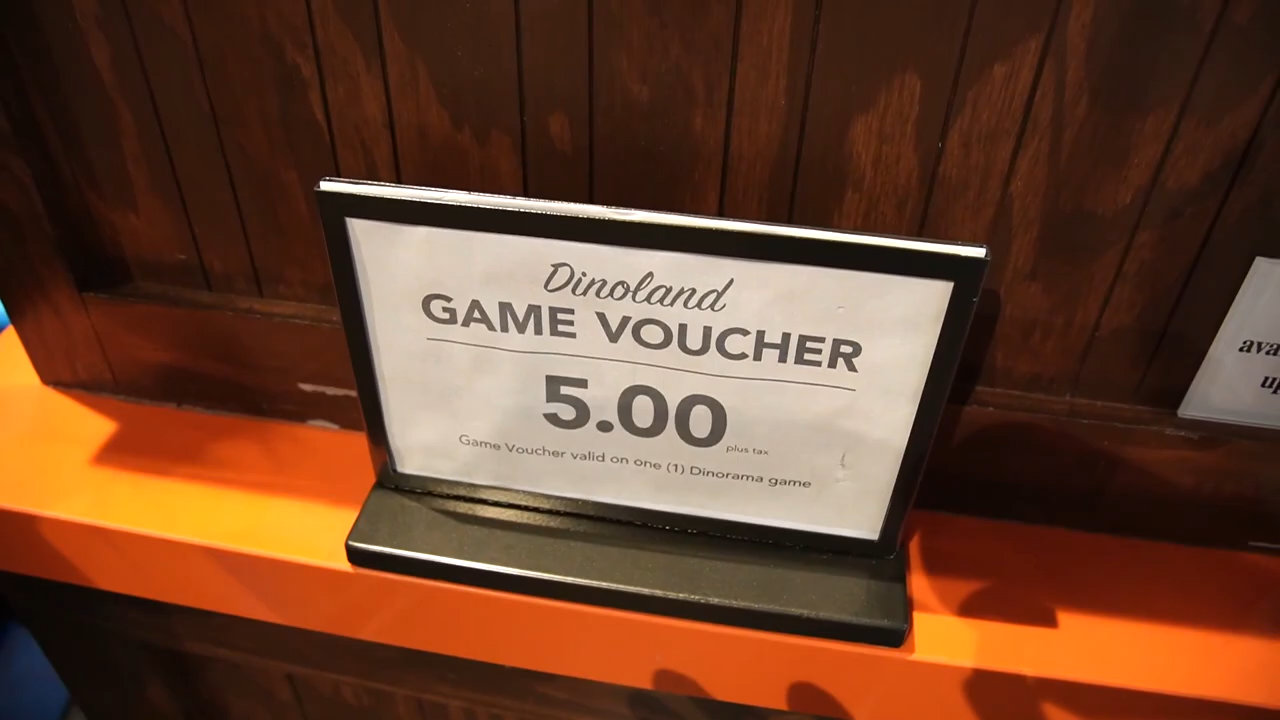 Dinoland
GAME VOUCHER
5.00 plus tax
Game Voucher valid on one (1) Dinorama game